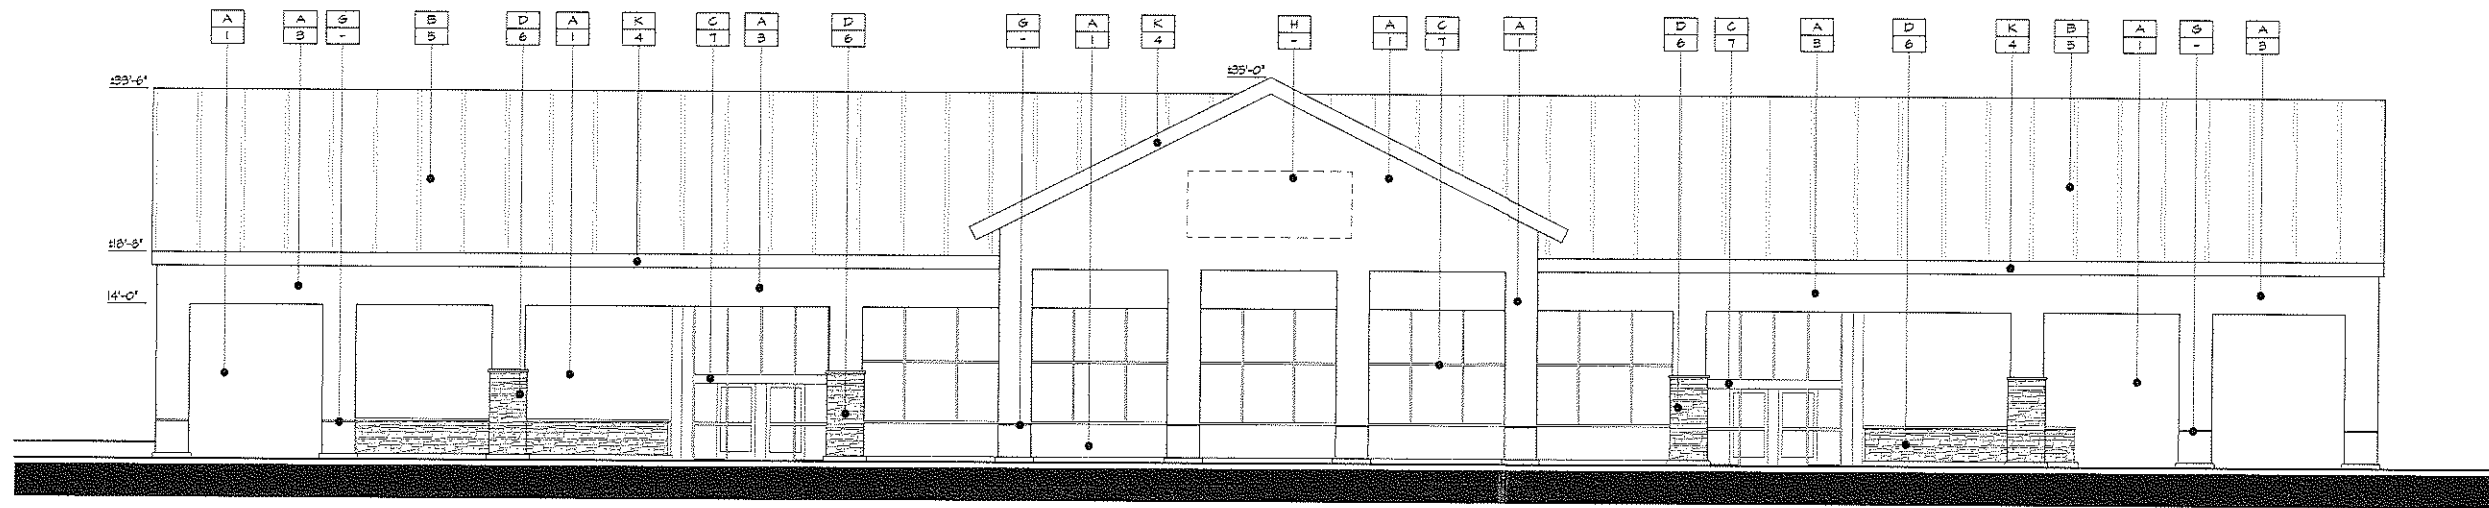 A A G B D A K C A D G A K H A C A D C A D K B A G A
1 3 - 5 6 1 4 7 3 6 - 1 4 - 1 7 1 6 7 3 6 4 5 1 - 3
±35'-0"
±33'-6"
±18'-8"
14'-0"